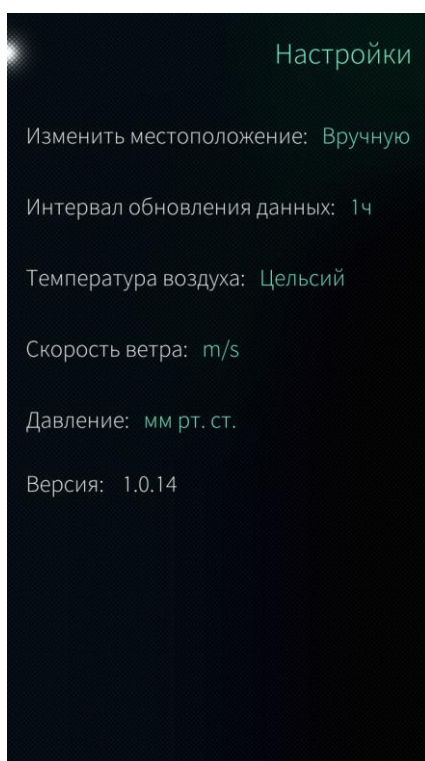 Настройки
Изменить местоположение: Вручную
Интервал обновления данных: 1ч
Температура воздуха: Цельсий
Скорость ветра: m/s
Давление: мм рт. ст.
Версия: 1.0.14